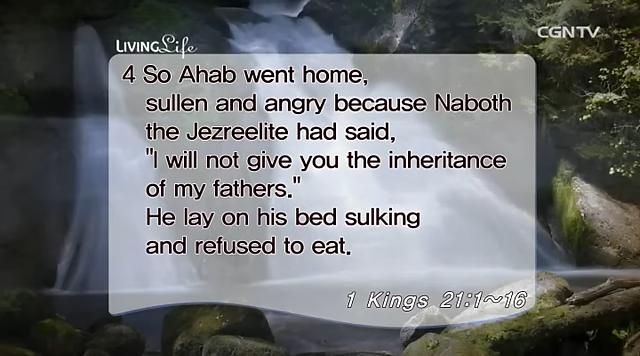 LIVING Life
CGNTV
4 So Ahab went home,
sullen and angry because Naboth
the Jezreelite had said,
"I will not give you the inheritance
of my fathers."
He lay on his bed sulking
and refused to eat.
1 Kings 21:1~16